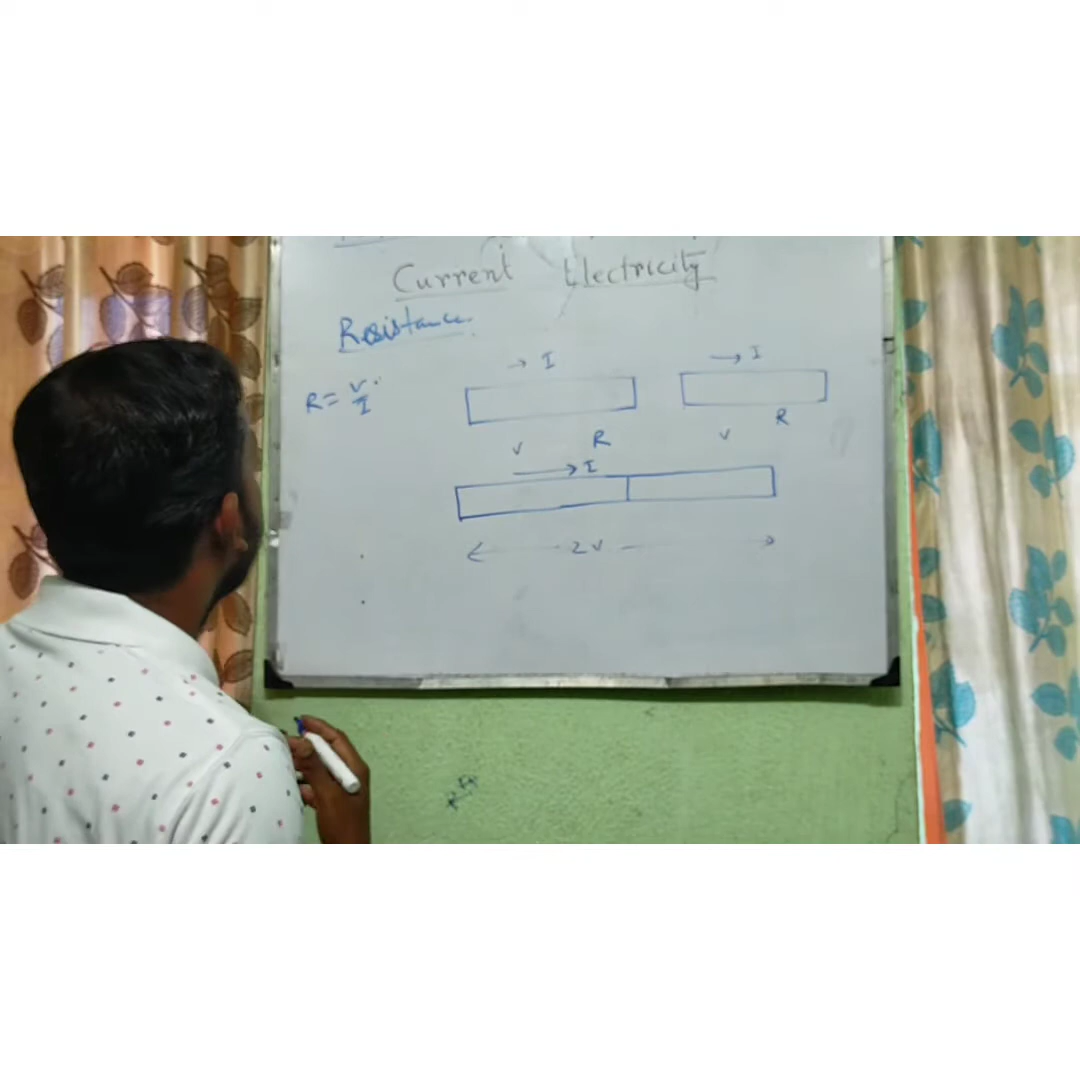 Current Electricity
Resistance.
→ I → I
R = V/I
R
V R V
→ I
2V